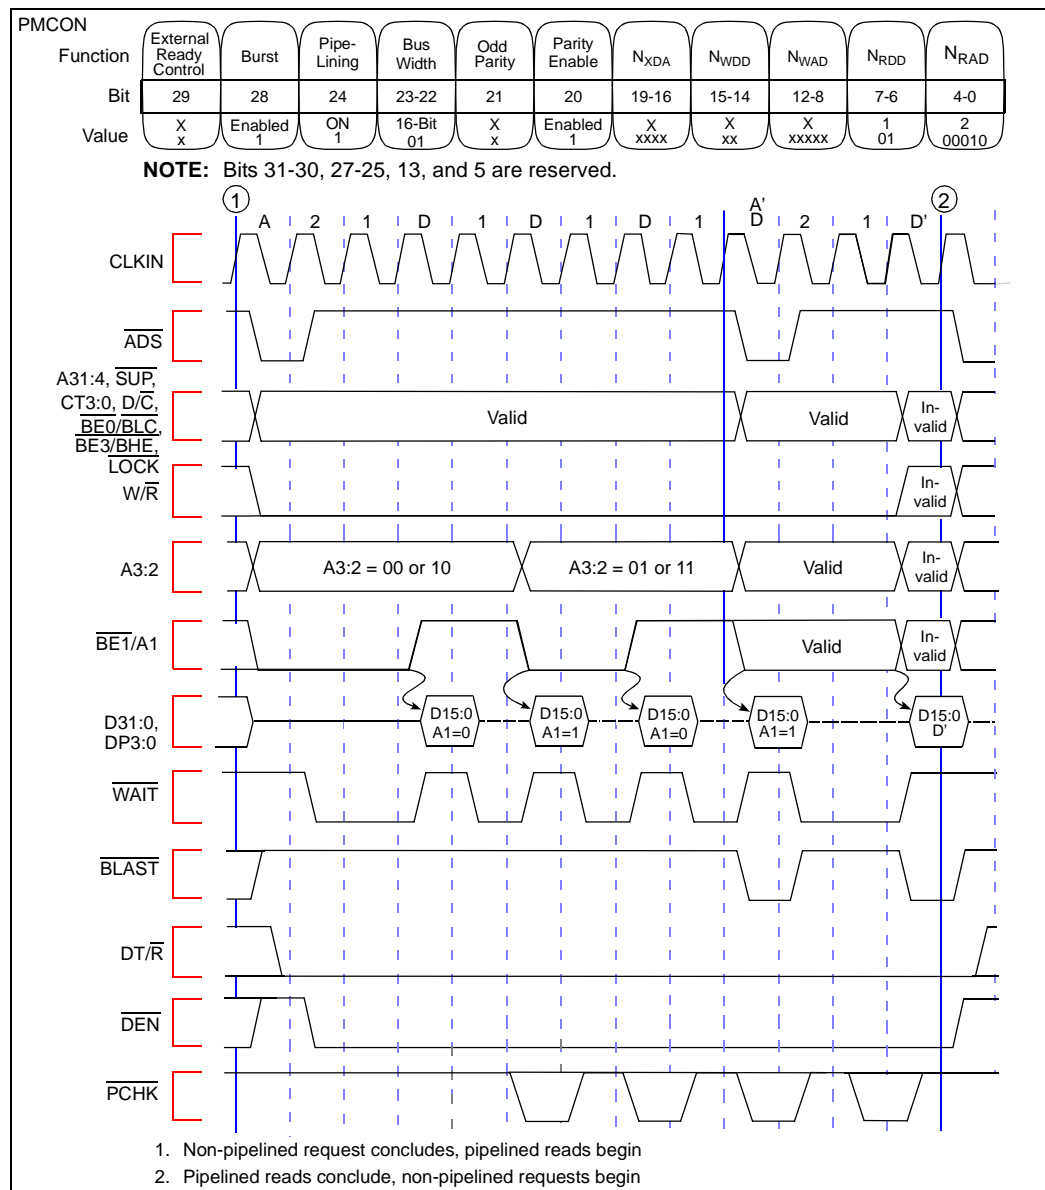 PMCON
Function External Ready Control Burst Pipe-Lining Bus Width Odd Parity Parity Enable NXDA NWDD NWAD NRDD NRAD
Bit 29 28 24 23-22 21 20 19-16 15-14 12-8 7-6 4-0
Value X x Enabled 1 ON 1 16-Bit 01 X x Enabled 1 X xxxx X xx X xxxxx 1 01 2 00010
NOTE: Bits 31-30, 27-25, 13, and 5 are reserved.
1 2
A 2 1 D 1 D 1 D 1 A' D 2 1 D'
CLKIN
ADS
A31:4, SUP,
CT3:0, D/C,
BE0/BLC,
BE3/BHE,
LOCK
Valid Valid In-valid
W/R In-valid
A3:2 A3:2 = 00 or 10 A3:2 = 01 or 11 Valid In-valid
BE1/A1 Valid In-valid
D31:0,
DP3:0
D15:0 D15:0 D15:0 D15:0 D15:0
A1=0 A1=1 A1=0 A1=1 D'
WAIT
BLAST
DT/R
DEN
PCHK
1. Non-pipelined request concludes, pipelined reads begin
2. Pipelined reads conclude, non-pipelined requests begin